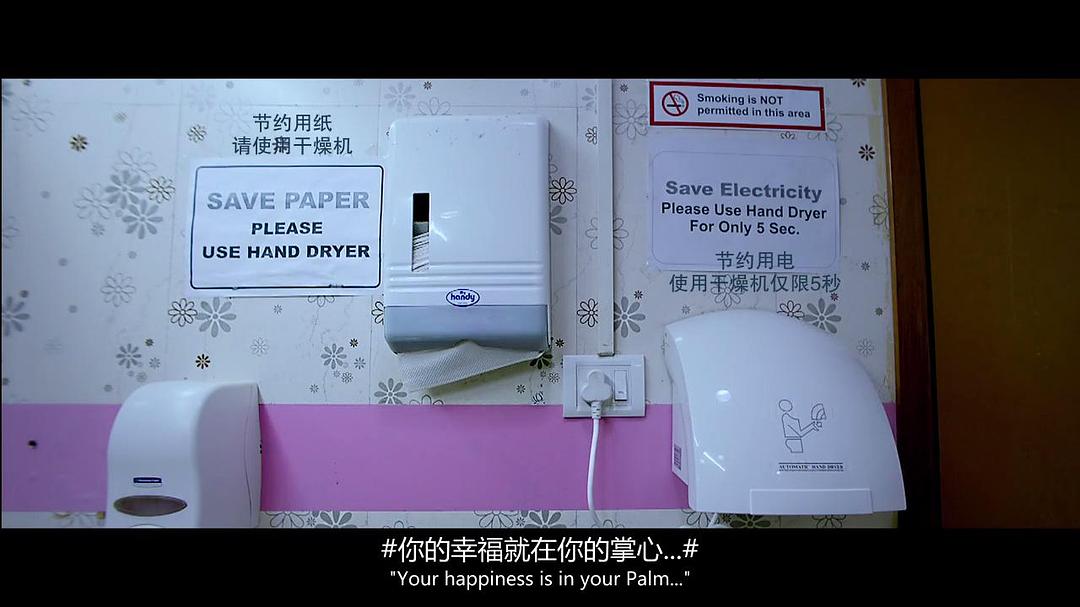 节约用纸
请使用干燥机
SAVE PAPER
PLEASE
USE HAND DRYER
handy
Smoking is NOT
permitted in this area
Save Electricity
Please Use Hand Dryer
For Only 5 Sec.
节约用电
使用干燥机仅限5秒
AUTOMATIC HAND DRYER
#你的幸福就在你的掌心...#
"Your happiness is in your Palm..."